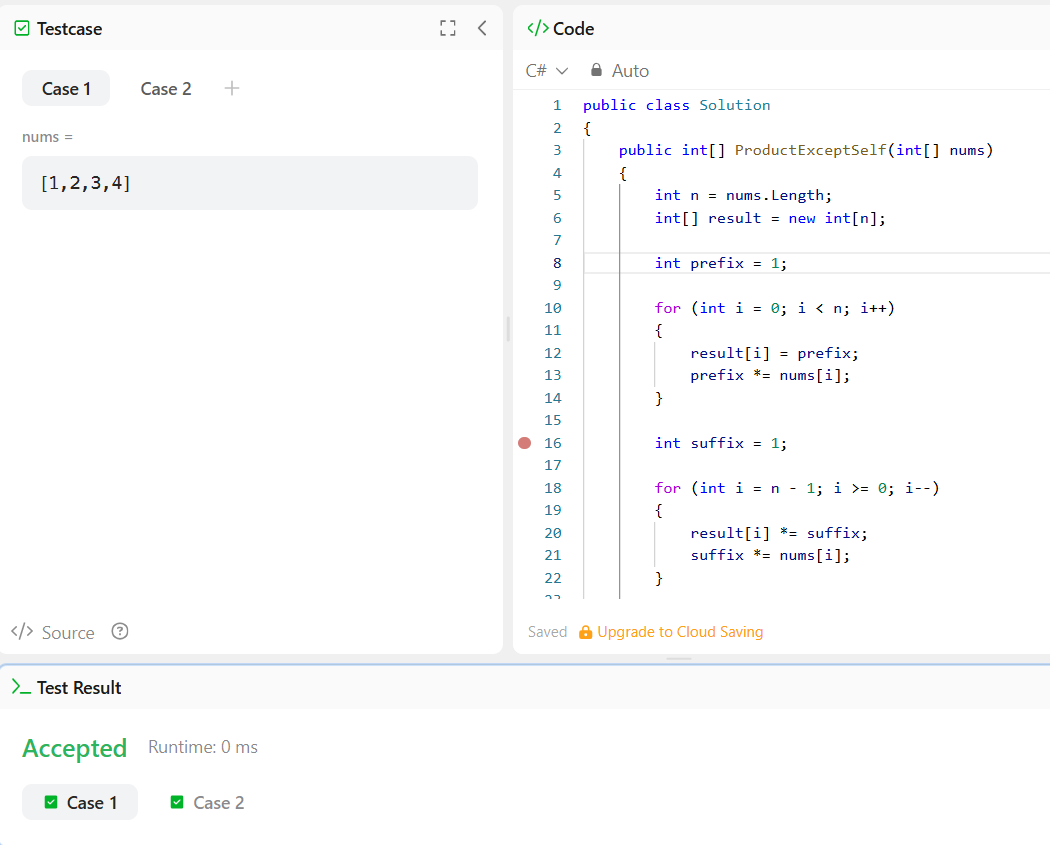 Testcase
Case 1 Case 2 +
nums =
[1,2,3,4]
</> Source ?
</> Code
C# Auto
1 public class Solution
2 {
3 public int[] ProductExceptSelf(int[] nums)
4 {
5 int n = nums.Length;
6 int[] result = new int[n];
7
8 int prefix = 1;
9
10 for (int i = 0; i < n; i++)
11 {
12 result[i] = prefix;
13 prefix *= nums[i];
14 }
15
16 int suffix = 1;
17
18 for (int i = n - 1; i >= 0; i--)
19 {
20 result[i] *= suffix;
21 suffix *= nums[i];
22 }
Saved Upgrade to Cloud Saving
Test Result
Accepted Runtime: 0 ms
Case 1 Case 2